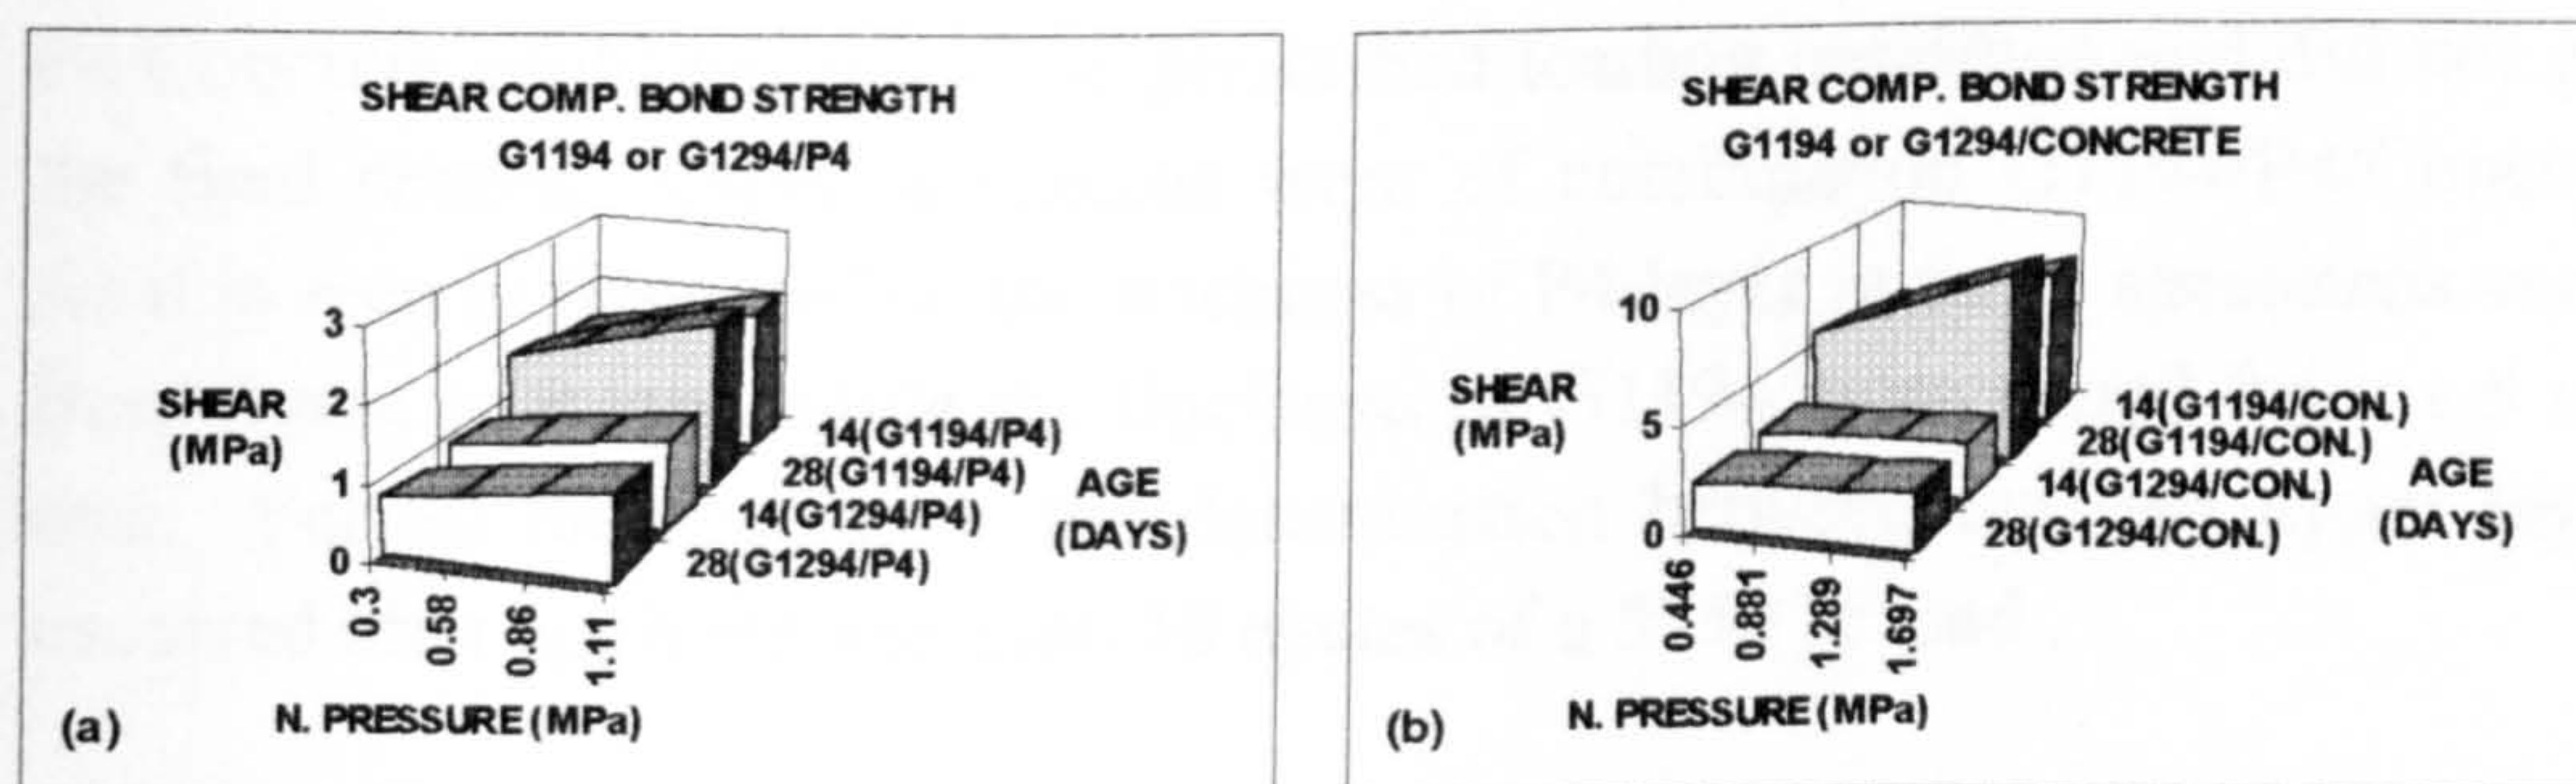 SHEAR COMP. BOND STRENGTH
G1194 or G1294/P4
3
2
1
0
SHEAR
(MPa)
0.3
0.58
0.86
1.11
14(G1194/P4)
28(G1194/P4)
14(G1294/P4)
28(G1294/P4)
AGE
(DAYS)
N. PRESSURE (MPa)
(a)
SHEAR COMP. BOND STRENGTH
G1194 or G1294/CONCRETE
10
5
0
SHEAR
(MPa)
0.446
0.881
1.289
1.697
14(G1194/CON.)
28(G1194/CON.)
14(G1294/CON.)
28(G1294/CON.)
AGE
(DAYS)
N. PRESSURE (MPa)
(b)